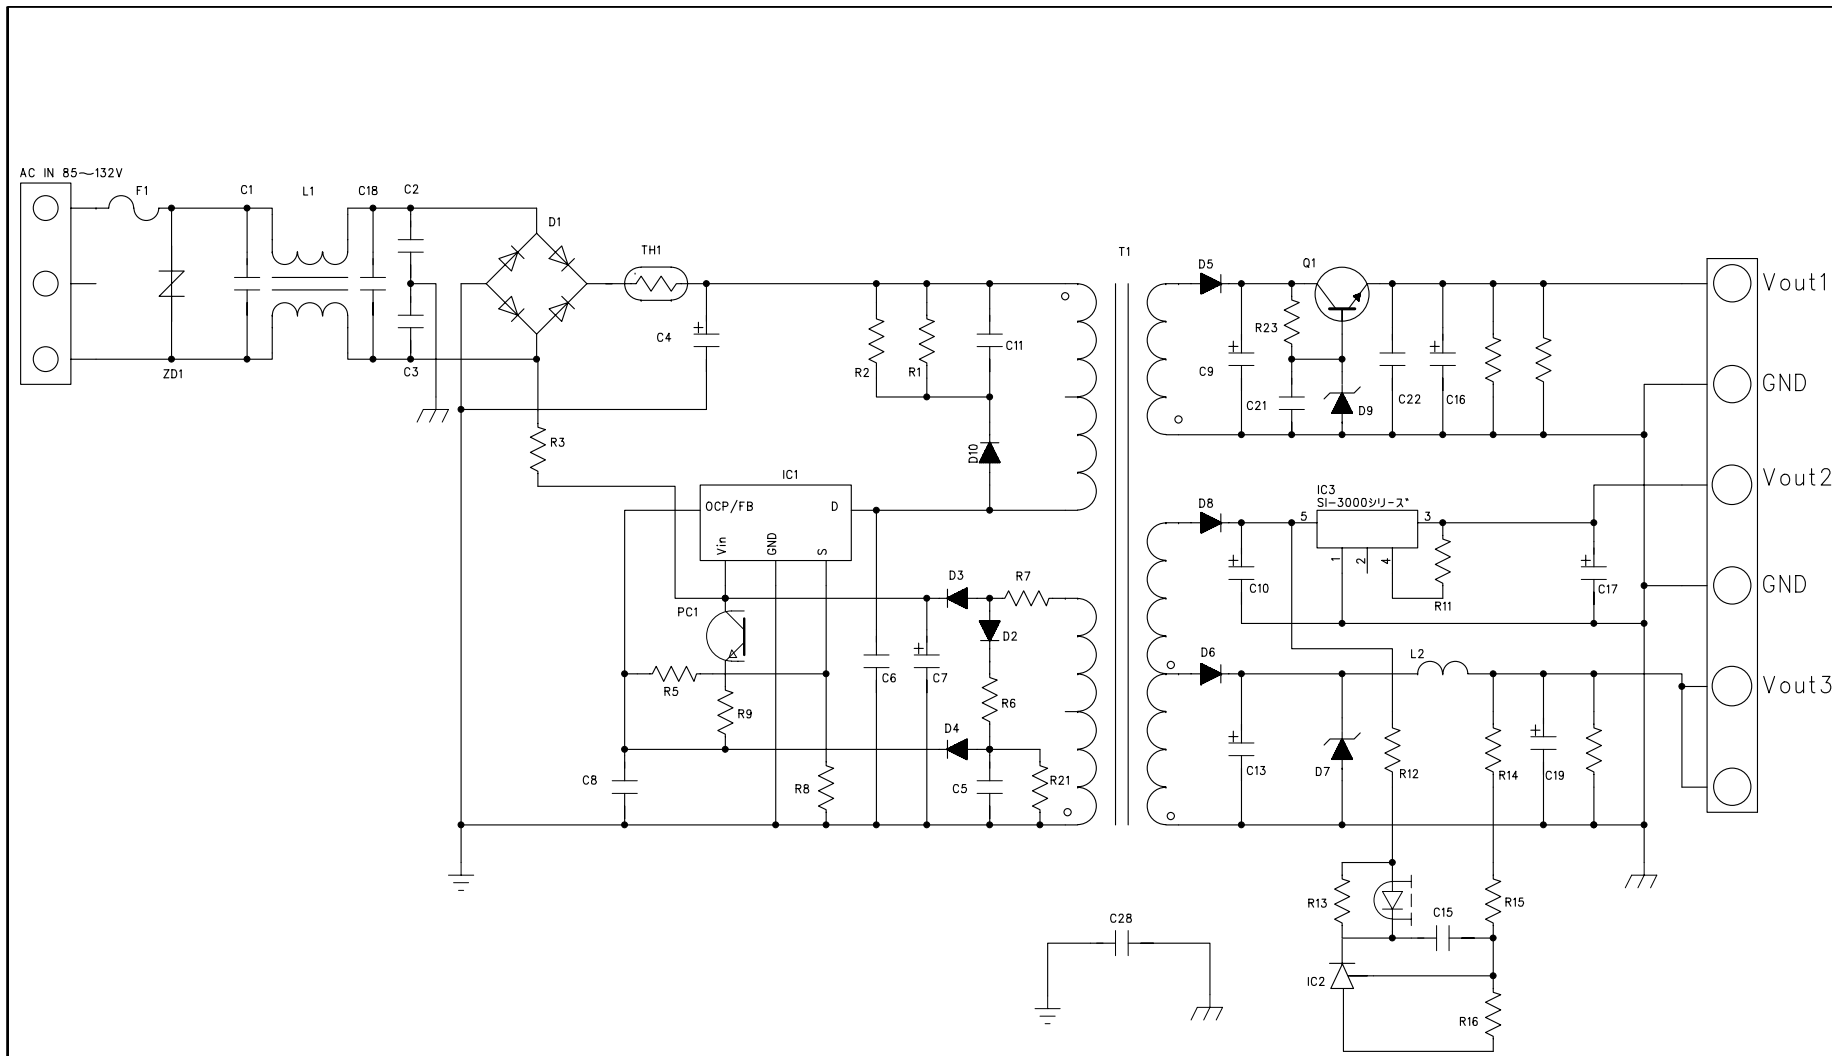 AC IN 85～132V
F1
C1
L1
C18
C2
D1
TH1
T1
D5
Q1
Vout1
ZD1
C3
C4
R2
R1
C11
C9
R23
C21
D9
C22
C16
GND
R3
D10
IC1
OCP/FB
D
Vin
GND
S
D8
IC3
SI-3000シリーズ
5
3
1
2
4
Vout2
C10
R11
C17
GND
PC1
D3
R7
D2
R5
R9
C6
C7
R6
D4
D6
L2
Vout3
C8
R8
C5
R21
C13
D7
R12
R14
C19
R13
C15
R15
C28
IC2
R16